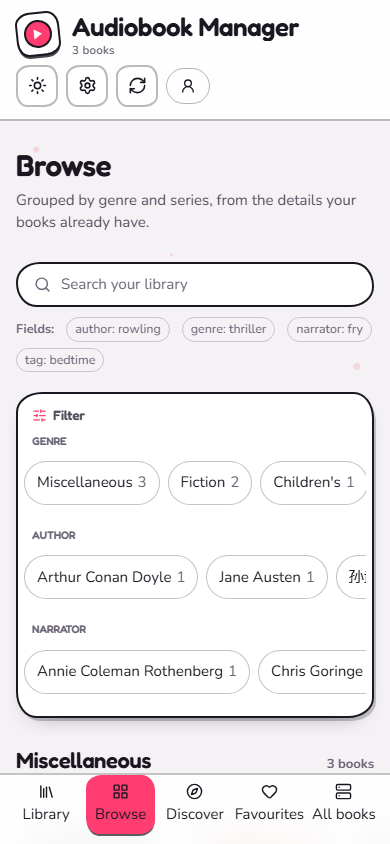 Audiobook Manager
3 books
Browse
Grouped by genre and series, from the details your
books already have.
Search your library
Fields: author: rowling genre: thriller narrator: fry
tag: bedtime
Filter
GENRE
Miscellaneous 3 Fiction 2 Children's 1
AUTHOR
Arthur Conan Doyle 1 Jane Austen 1
NARRATOR
Annie Coleman Rothenberg 1 Chris Goringe
Miscellaneous 3 books
Library Browse Discover Favourites All books